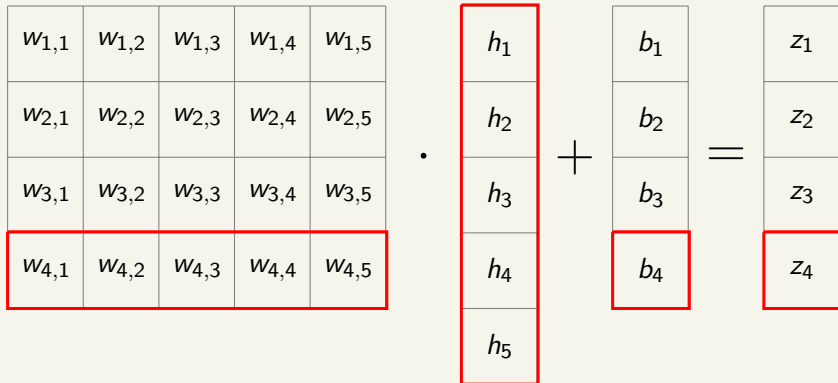 w1,1 w1,2 w1,3 w1,4 w1,5 h1 b1 z1
w2,1 w2,2 w2,3 w2,4 w2,5 h2 b2 z2
· + =
w3,1 w3,2 w3,3 w3,4 w3,5 h3 b3 z3
w4,1 w4,2 w4,3 w4,4 w4,5 h4 b4 z4
h5